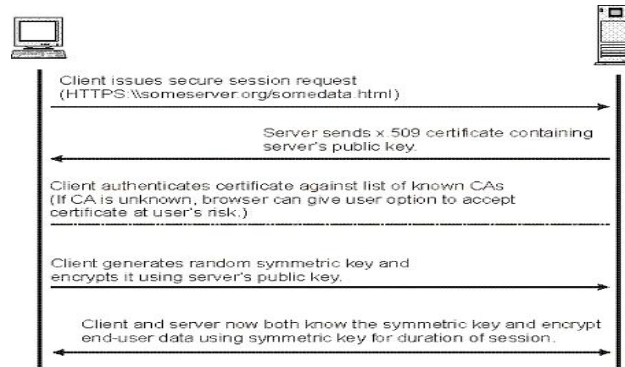 Client issues secure session request
(HTTPS:\\someserver.org/somedata.html)
Server sends x.509 certificate containing
server's public key.
Client authenticates certificate against list of known CAs
(If CA is unknown, browser can give user option to accept
certificate at user's risk.)
Client generates random symmetric key and
encrypts it using server's public key.
Client and server now both know the symmetric key and encrypt
end-user data using symmetric key for duration of session.